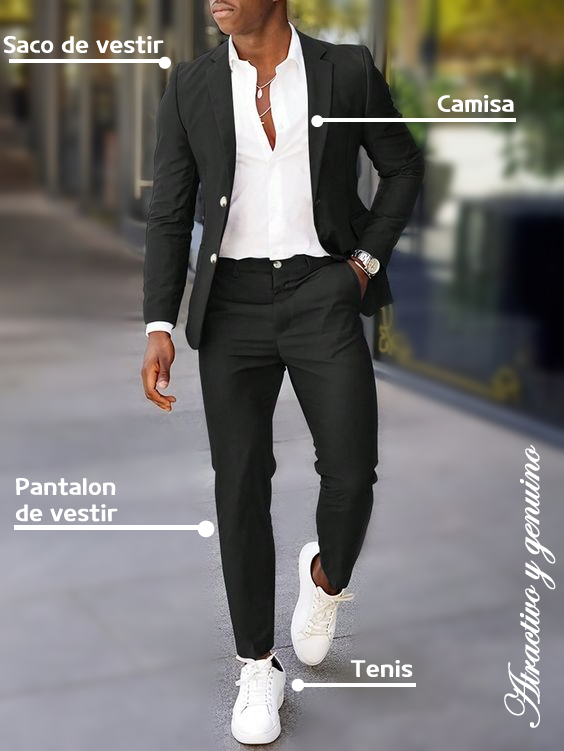 Saco de vestir
Camisa
Pantalon
de vestir
Tenis
Atractivo y genuino